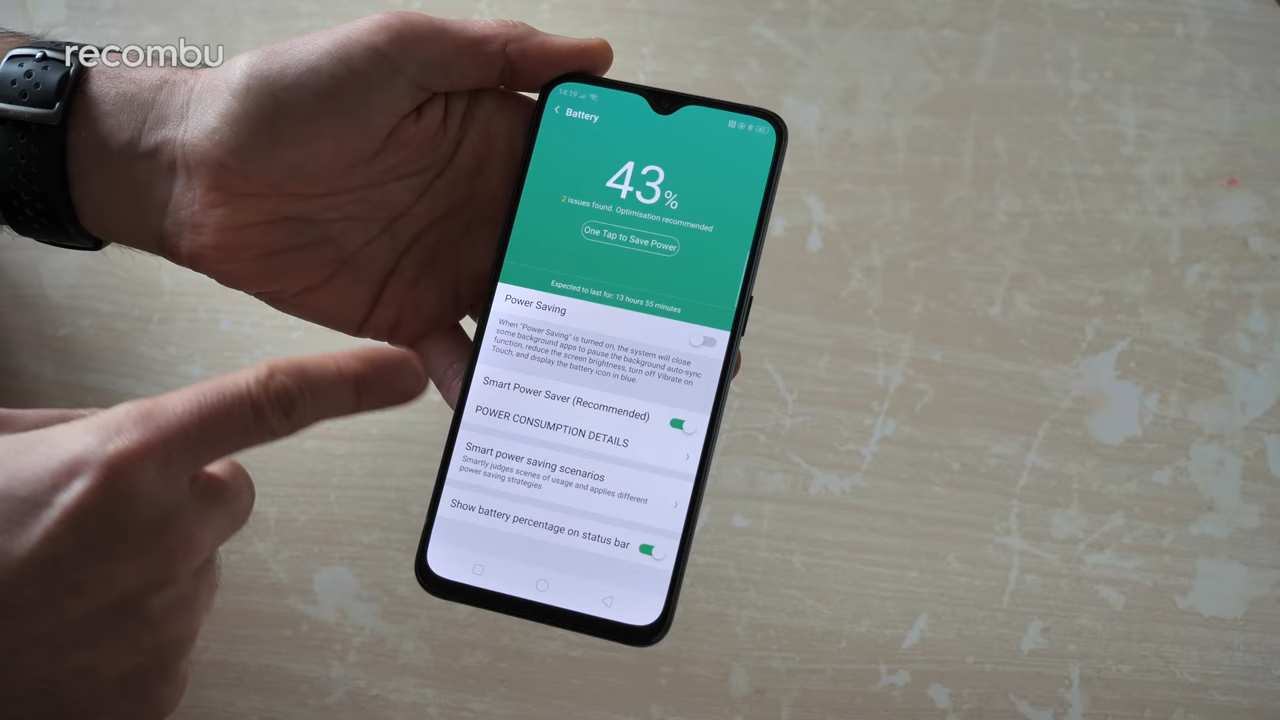 recombu
14:19
Battery
43%
2 issues found. Optimisation recommended
One Tap to Save Power
Expected to last for: 13 hours 55 minutes
Power Saving
When "Power Saving" is turned on, the system will close
some background apps to pause the background auto-sync
function, reduce the screen brightness, turn off Vibrate on
Touch, and display the battery icon in blue.
Smart Power Saver (Recommended)
POWER CONSUMPTION DETAILS
Smart power saving scenarios
Smartly judges scenes of usage and applies different
power saving strategies
Show battery percentage on status bar